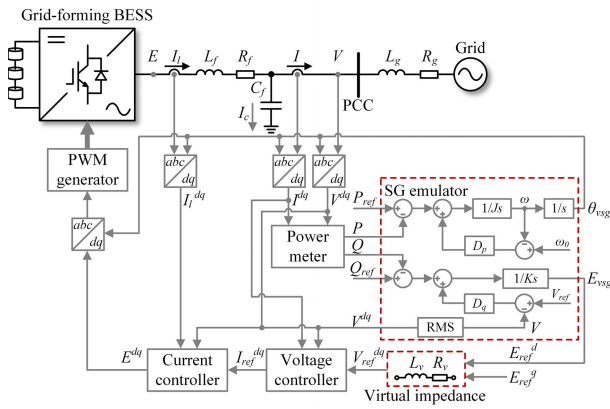 Grid-forming BESS
E I_l L_f R_f I V L_g R_g Grid
C_f
PCC
I_c
abc dq
abc dq
abc dq
PWM generator
I_l^dq
I^dq
V^dq
P_ref
SG emulator
ω
1/Js
1/s
θ_vsg
abc dq
Power meter
P
Q
D_p
ω_0
Q_ref
1/Ks
E_vsg
D_q
V_ref
V^dq
RMS
V
E^dq
Current controller
I_ref^dq
Voltage controller
V_ref^dq
L_v R_v
E_ref^d
E_ref^q
Virtual impedance